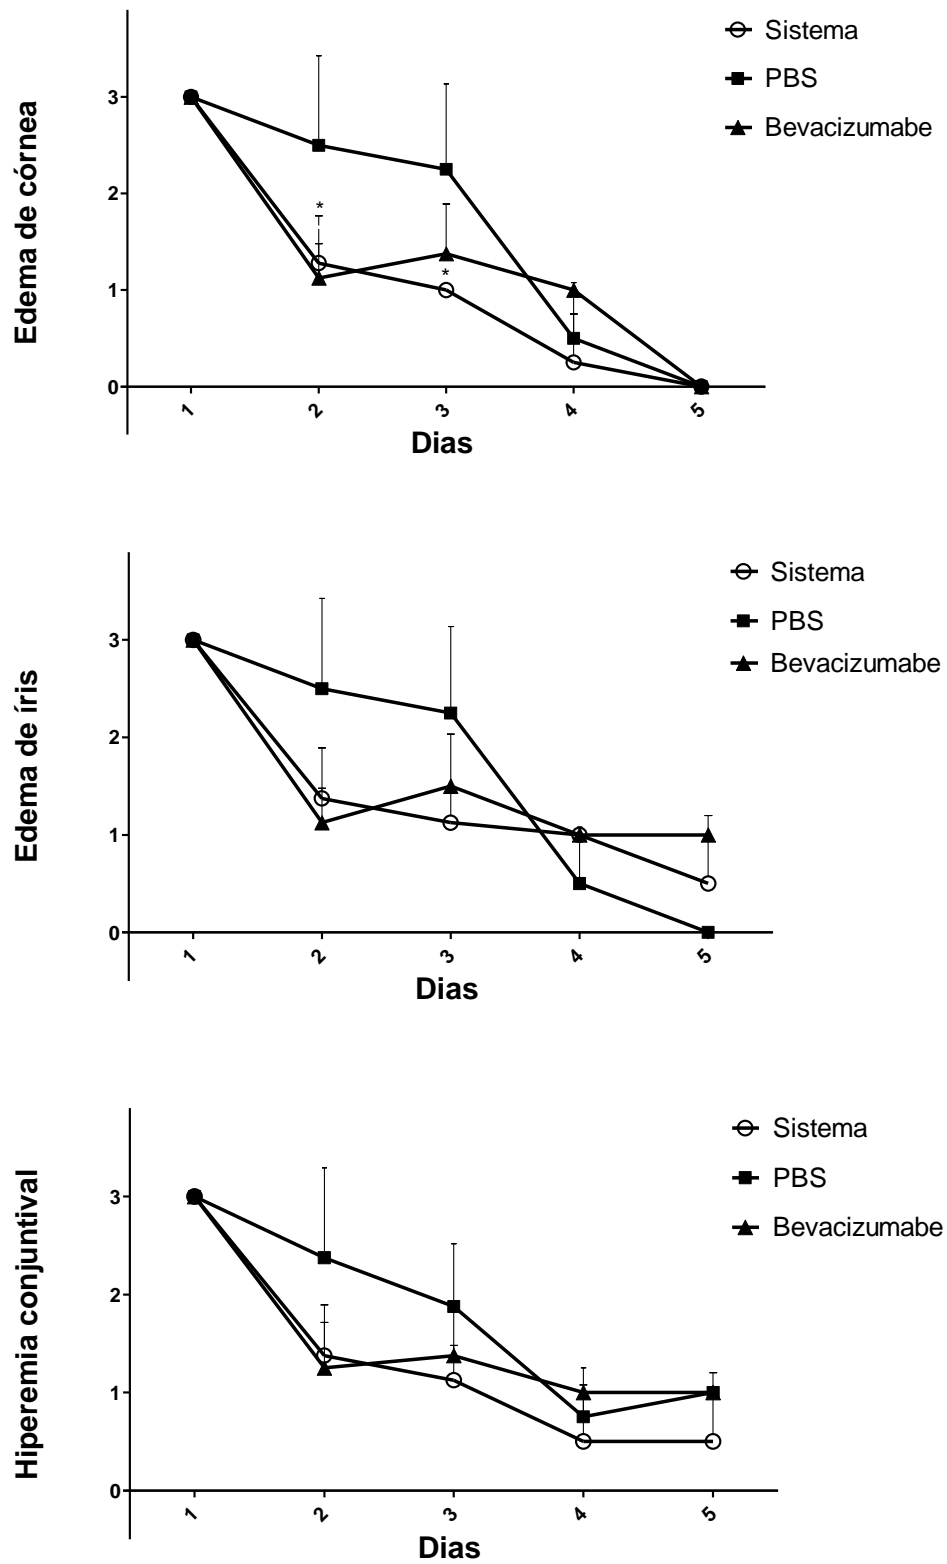 Sistema
PBS
Bevacizumabe
Edema de córnea
3
2
1
0
*
*
1 2 3 4 5
Dias
Sistema
PBS
Bevacizumabe
Edema de íris
3
2
1
0
1 2 3 4 5
Dias
Sistema
PBS
Bevacizumabe
Hiperemia conjuntival
3
2
1
0
1 2 3 4 5
Dias